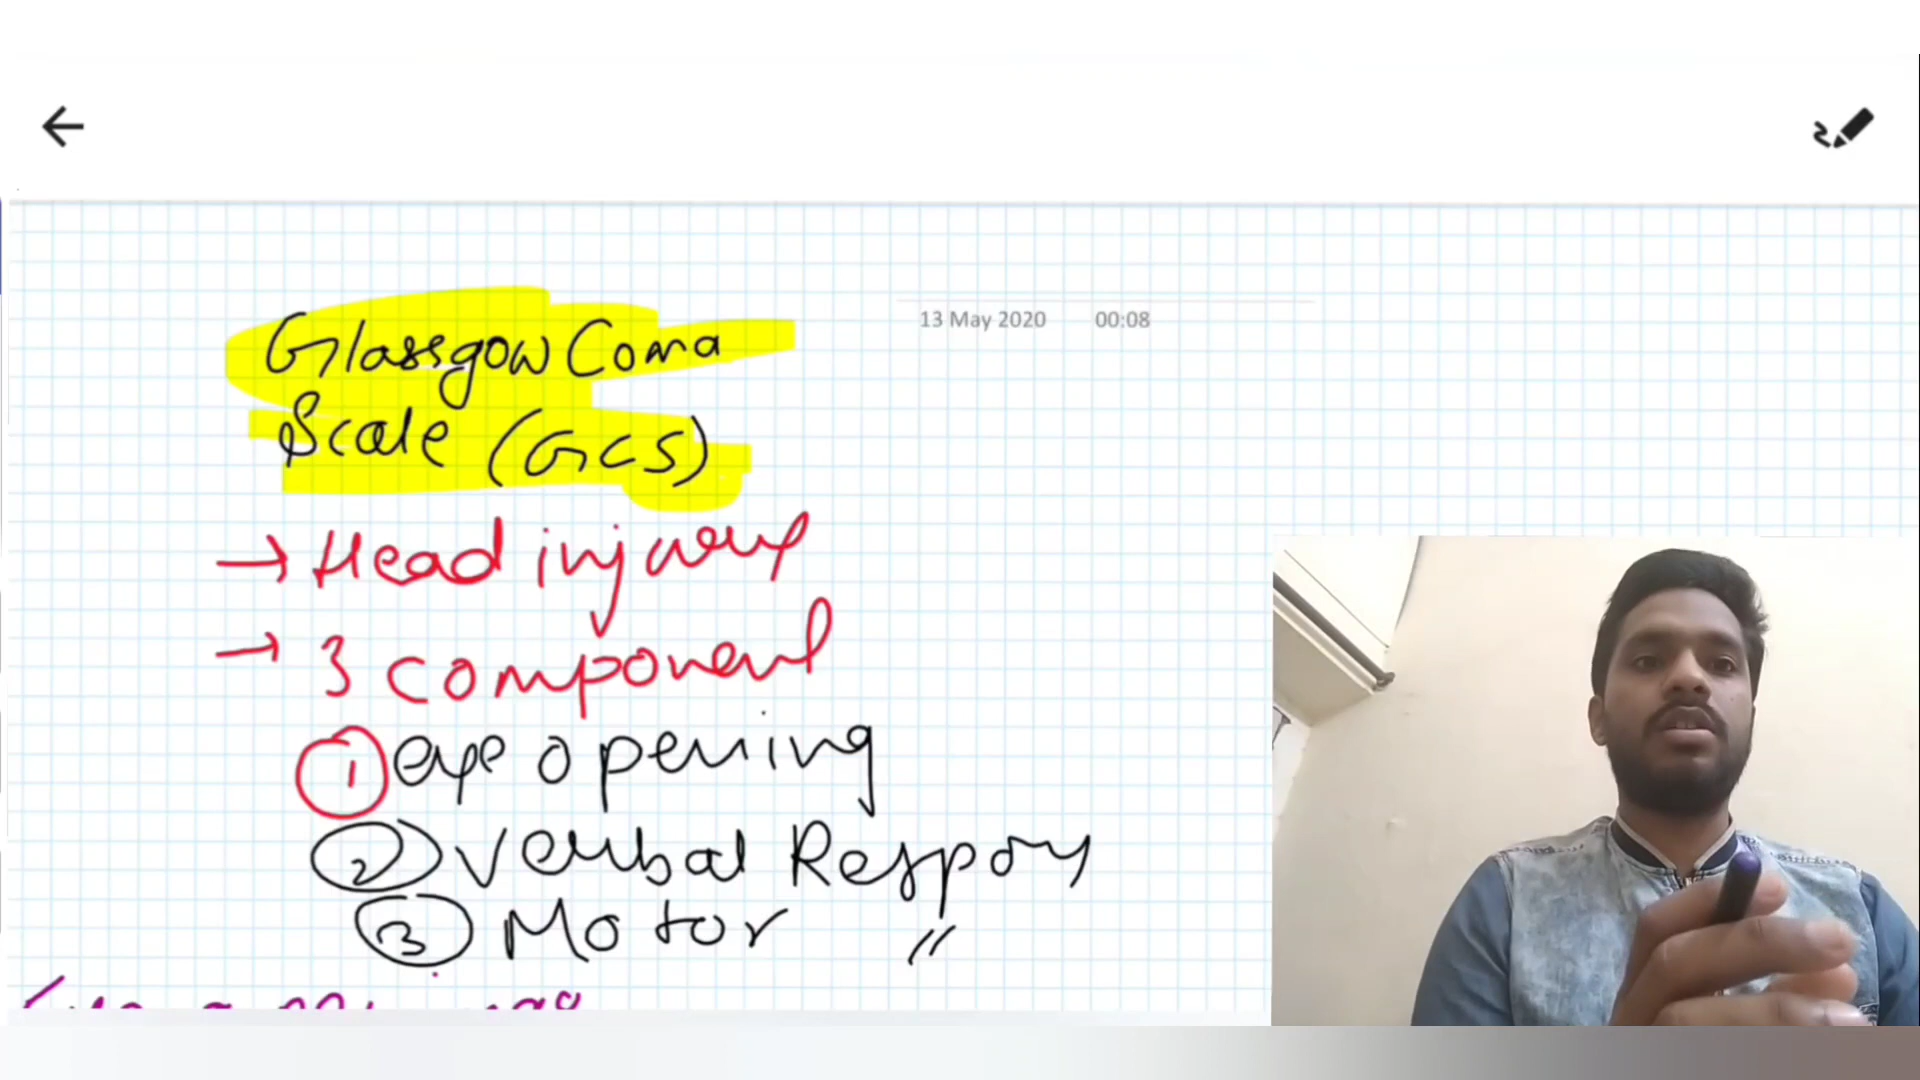 13 May 2020 00:08
Glassgow Coma
Scale (GCS)
→ Head injury
→ 3 component
① eye opening
② Verbal Respons
③ Motor "